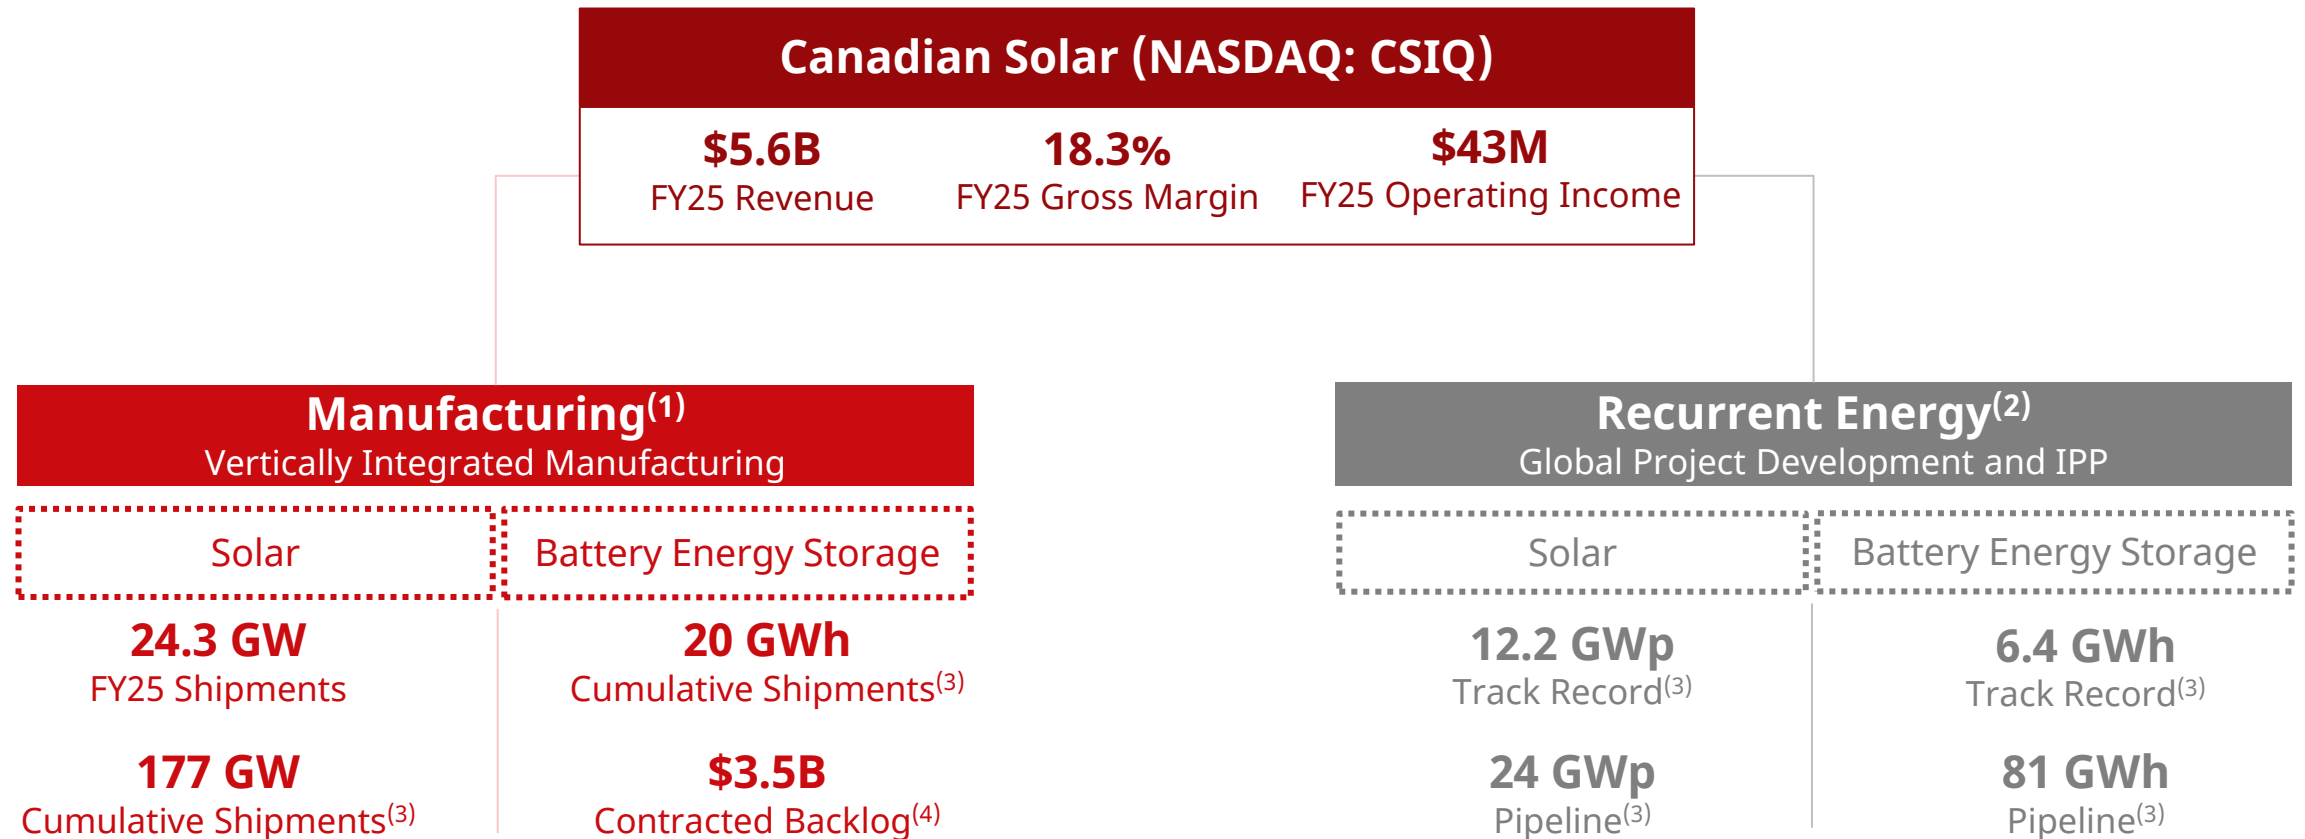 Canadian Solar (NASDAQ: CSIQ)
$5.6B
FY25 Revenue
18.3%
FY25 Gross Margin
$43M
FY25 Operating Income
Manufacturing(1)
Vertically Integrated Manufacturing
Solar
Battery Energy Storage
24.3 GW
FY25 Shipments
20 GWh
Cumulative Shipments(3)
177 GW
Cumulative Shipments(3)
$3.5B
Contracted Backlog(4)
Recurrent Energy(2)
Global Project Development and IPP
Solar
Battery Energy Storage
12.2 GWp
Track Record(3)
6.4 GWh
Track Record(3)
24 GWp
Pipeline(3)
81 GWh
Pipeline(3)